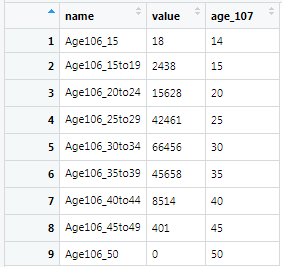 name value age_107
1 Age106_15 18 14
2 Age106_15to19 2438 15
3 Age106_20to24 15628 20
4 Age106_25to29 42461 25
5 Age106_30to34 66456 30
6 Age106_35to39 45658 35
7 Age106_40to44 8514 40
8 Age106_45to49 401 45
9 Age106_50 0 50